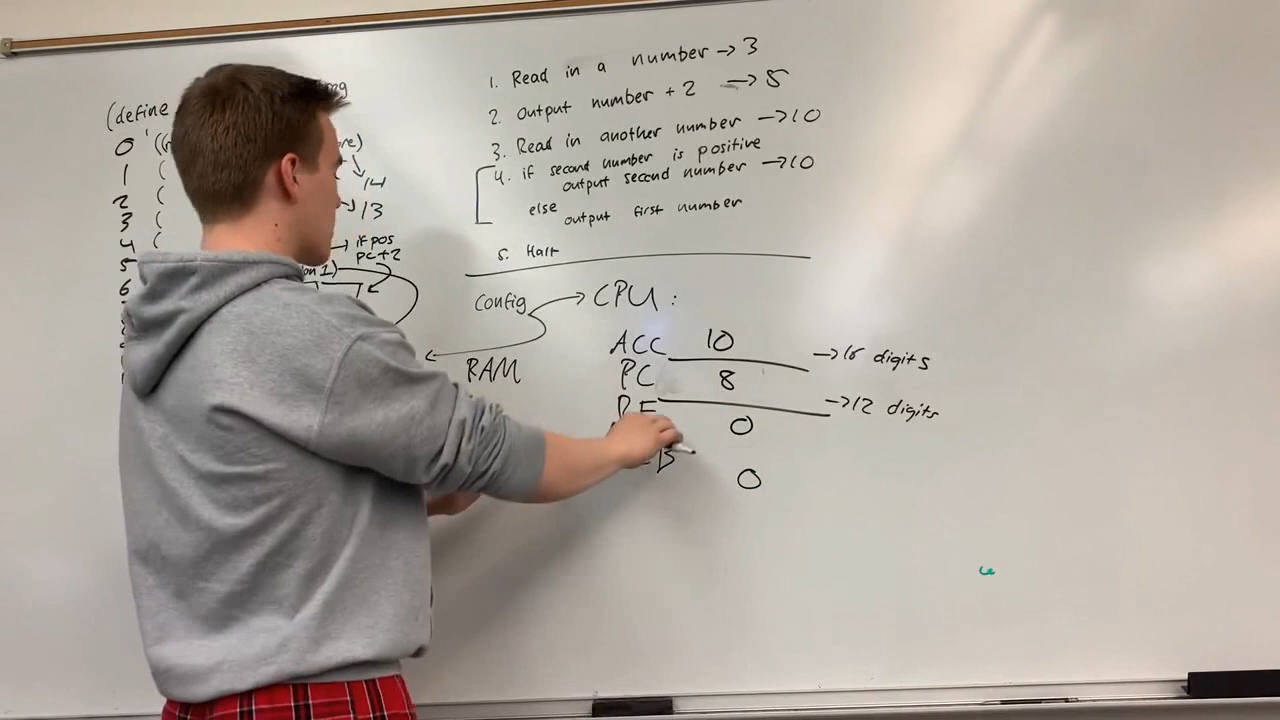 (define
0 '((
1 (
2 (
3 (
4 (
5
6
14
13
if pos
pc+2
1)
1. Read in a number → 3
2. Output number + 2 → 5
3. Read in another number → 10
4. if second number is positive
output second number → 10
else
output first number
5. Halt
Config CPU:
RAM
ACC 10 → 16 digits
PC 8
→ 12 digits
0
B
0